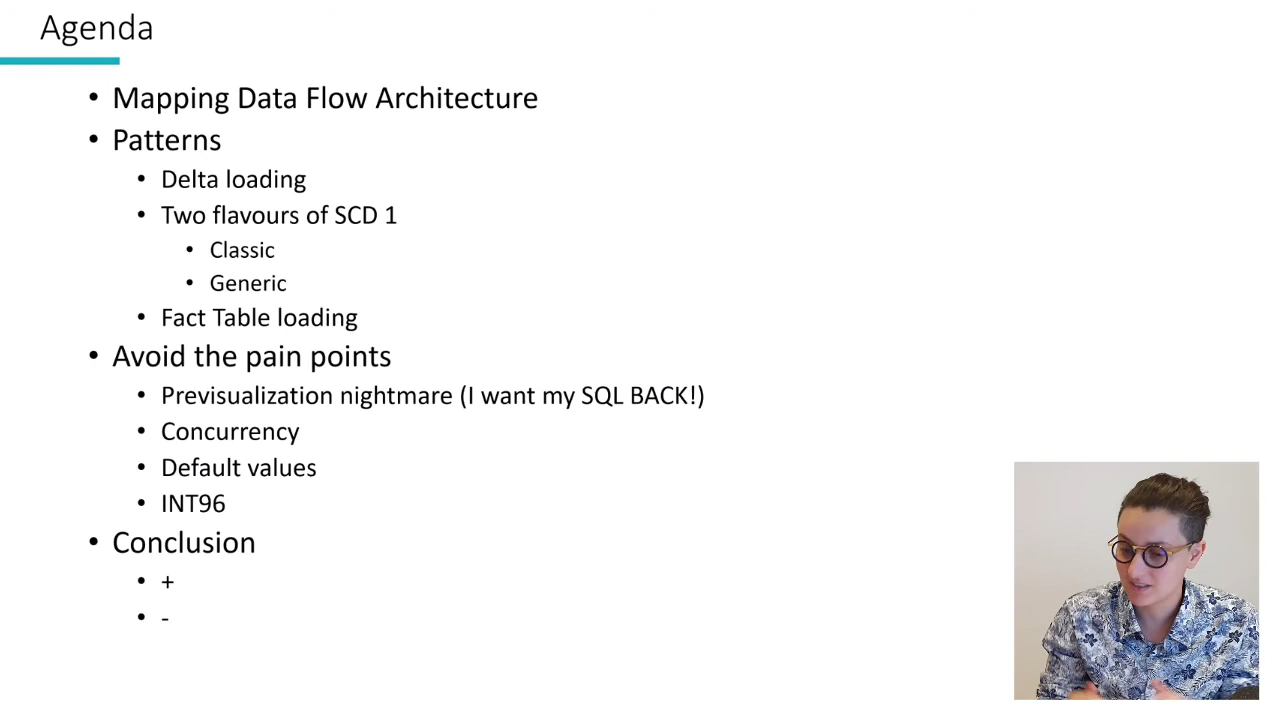 Agenda
• Mapping Data Flow Architecture
• Patterns
• Delta loading
• Two flavours of SCD 1
• Classic
• Generic
• Fact Table loading
• Avoid the pain points
• Previsualization nightmare (I want my SQL BACK!)
• Concurrency
• Default values
• INT96
• Conclusion
• +
• -